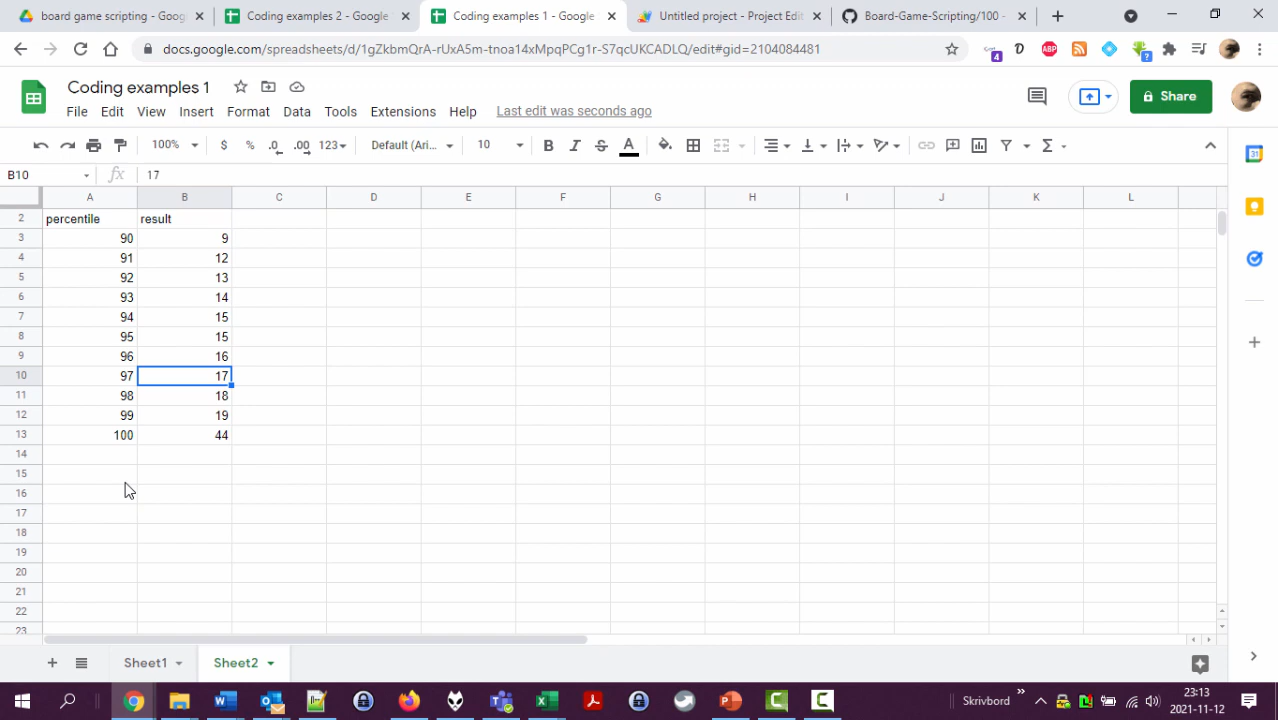 board game scripting - Goog
Coding examples 2 - Google
Coding examples 1 - Google
Untitled project - Project Edit
Board-Game-Scripting/100 -
docs.google.com/spreadsheets/d/1gZkbmQrA-rUxA5m-tnoa14xMpqPCg1r-S7qcUKCADLQ/edit#gid=2104084481
4
ABP
?
Coding examples 1
File Edit View Insert Format Data Tools Extensions Help Last edit was seconds ago
Share
100% $ % .0 .00 123 Default (Ari... 10 B I S A
31
B10 fx 17
A B C D E F G H I J K L
2 percentile result
3 90 9
4 91 12
5 92 13
6 93 14
7 94 15
8 95 15
9 96 16
10 97 17
11 98 18
12 99 19
13 100 44
14
15
16
17
18
19
20
21
22
23
Sheet1 Sheet2
Skrivbord
23:13
2021-11-12